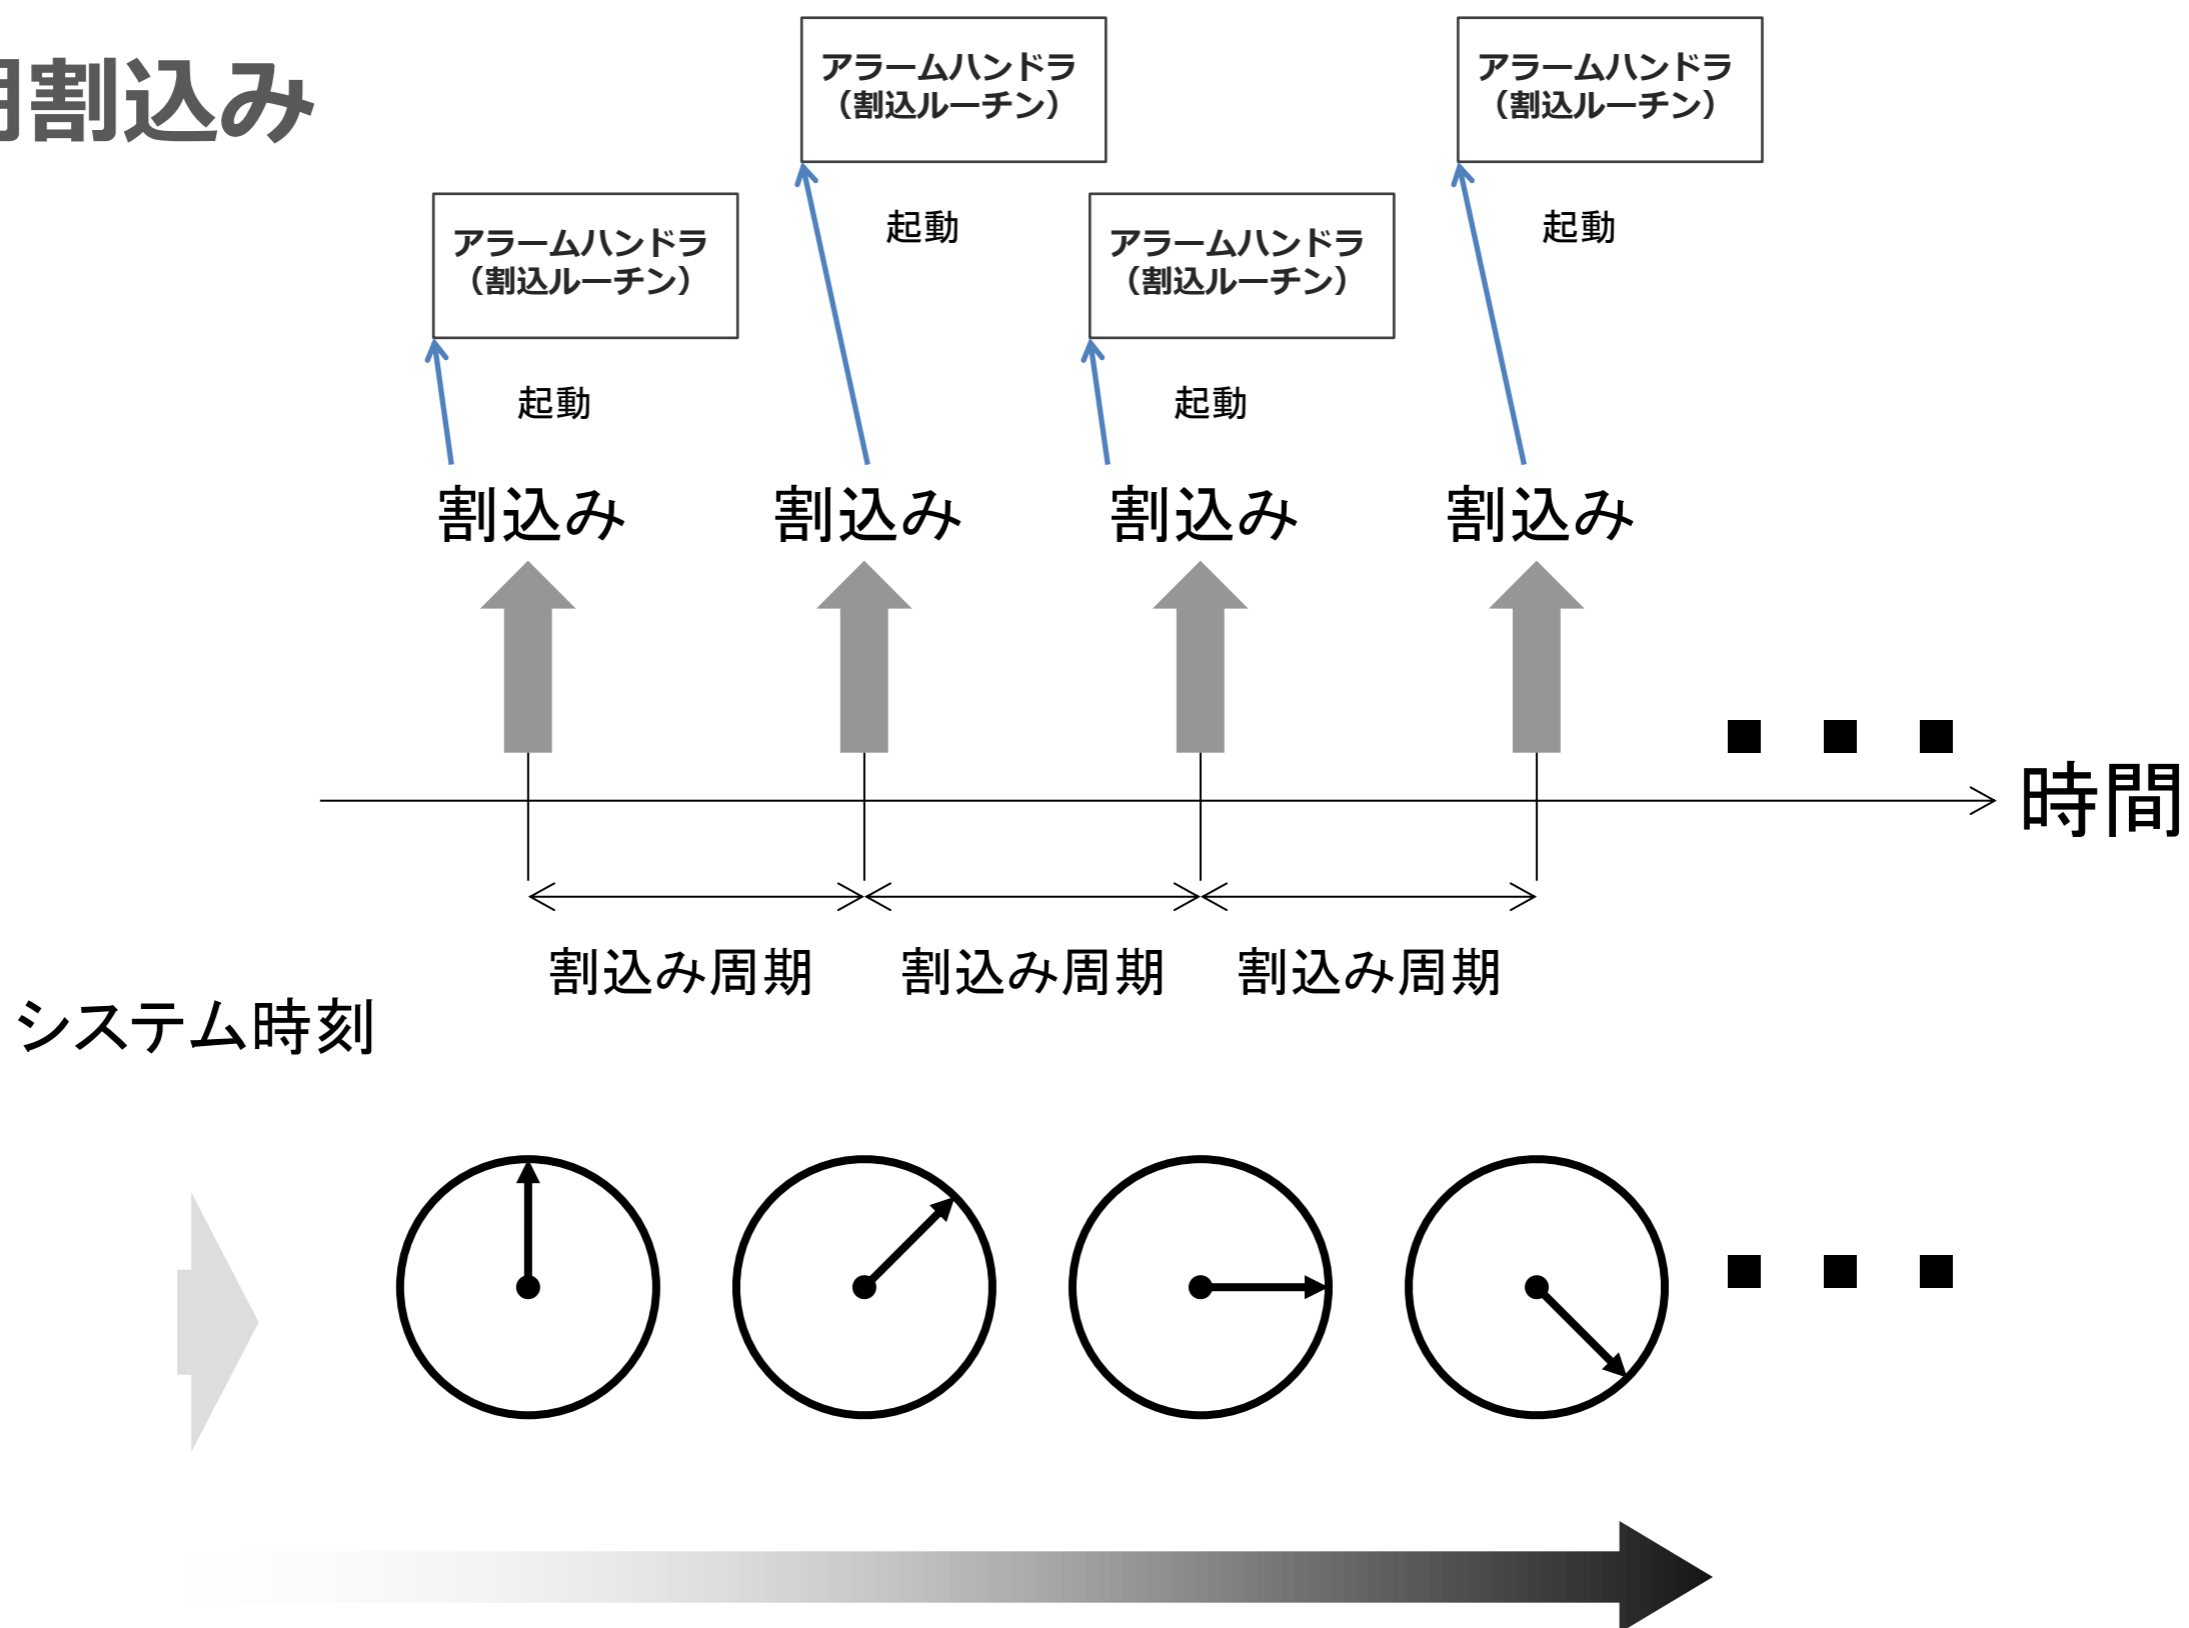 期割込み
アラームハンドラ
（割込ルーチン）
アラームハンドラ
（割込ルーチン）
起動
起動
アラームハンドラ
（割込ルーチン）
アラームハンドラ
（割込ルーチン）
起動
起動
割込み 割込み 割込み 割込み
■ ■ ■
時間
割込み周期 割込み周期 割込み周期
システム時刻
■ ■ ■